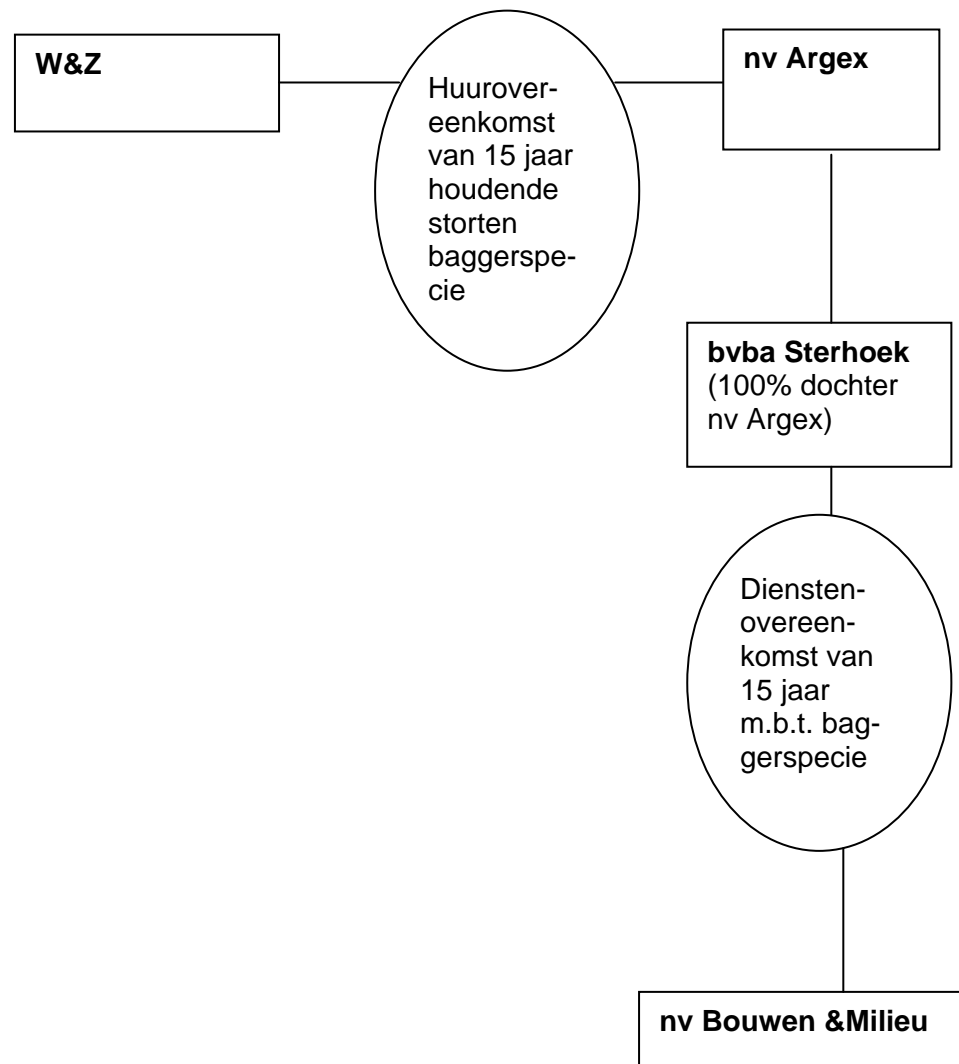 W&Z
Huurover-
eenkomst
van 15 jaar
houdende
storten
baggerspe-
cie
nv Argex
bvba Sterhoek
(100% dochter
nv Argex)
Diensten-
overeen-
komst van
15 jaar
m.b.t. bag-
gerspecie
nv Bouwen &Milieu